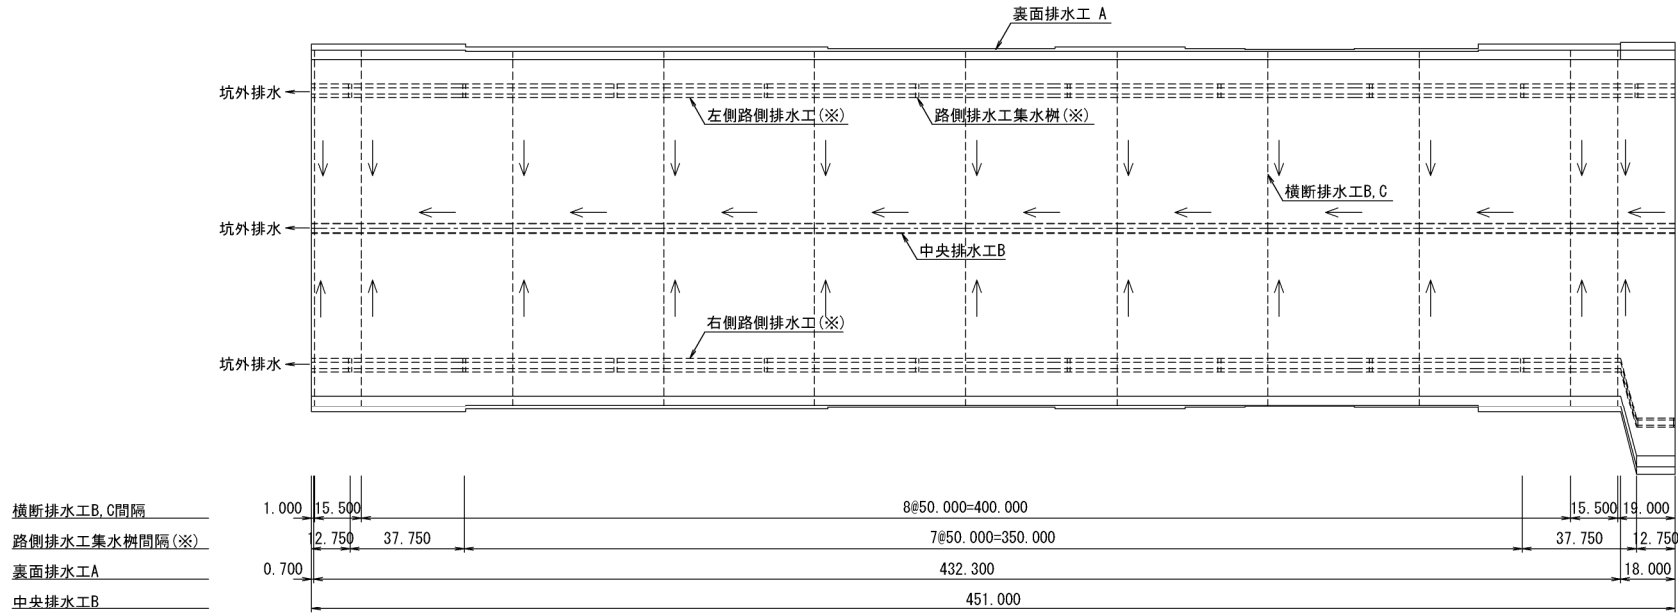 裏面排水工 A
坑外排水
左側路側排水工(※)
路側排水工集水桝(※)
横断排水工B,C
坑外排水
中央排水工B
右側路側排水工(※)
坑外排水
横断排水工B,C間隔 1.000 15.500 8@50.000=400.000 15.500 19.000
路側排水工集水桝間隔(※) 12.750 37.750 7@50.000=350.000 37.750 12.750
裏面排水工A 0.700 432.300 18.000
中央排水工B 451.000